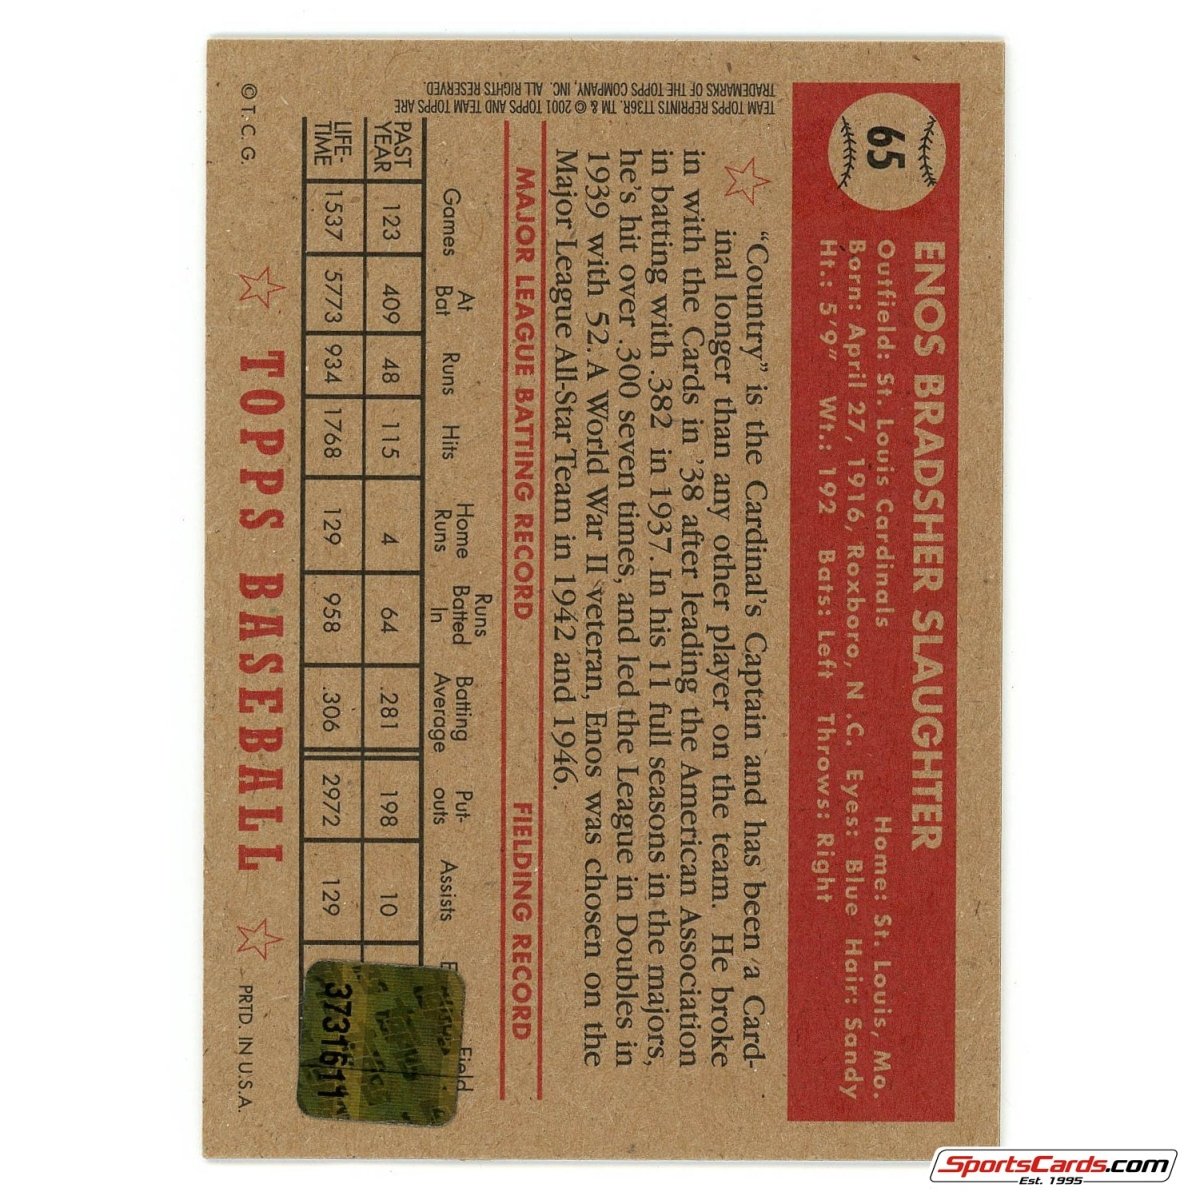 65
ENOS BRADSHER SLAUGHTER
Outfield: St. Louis Cardinals Home: St. Louis, Mo.
Born: April 27, 1916, Roxboro, N .C. Eyes: Blue Hair: Sandy
Ht.: 5'9" Wt.: 192 Bats: Left Throws: Right
"Country" is the Cardinal's Captain and has been a Card-
inal longer than any other player on the team. He broke
in with the Cards in '38 after leading the American Association
in batting with .382 in 1937. In his 11 full seasons in the majors,
he's hit over .300 seven times, and led the League in Doubles in
1939 with 52. A World War II veteran, Enos was chosen on the
Major League All-Star Team in 1942 and 1946.
TEAM TOPPS REPRINTS TT36R. TM & © 2001 TOPPS AND TEAM TOPPS ARE
TRADEMARKS OF THE TOPPS COMPANY, INC. ALL RIGHTS RESERVED.
MAJOR LEAGUE BATTING RECORD FIELDING RECORD
Games At Bat Runs Hits Home Runs Runs Batted In Batting Average Put-outs Assists E Field
PAST YEAR 123 409 48 115 4 64 .281 198 10
LIFE-TIME 1537 5773 934 1768 129 958 .306 2972 129
3731611
© T. C. G. TOPPS BASEBALL PRTD. IN U.S.A.
SportsCards.com
Est. 1995